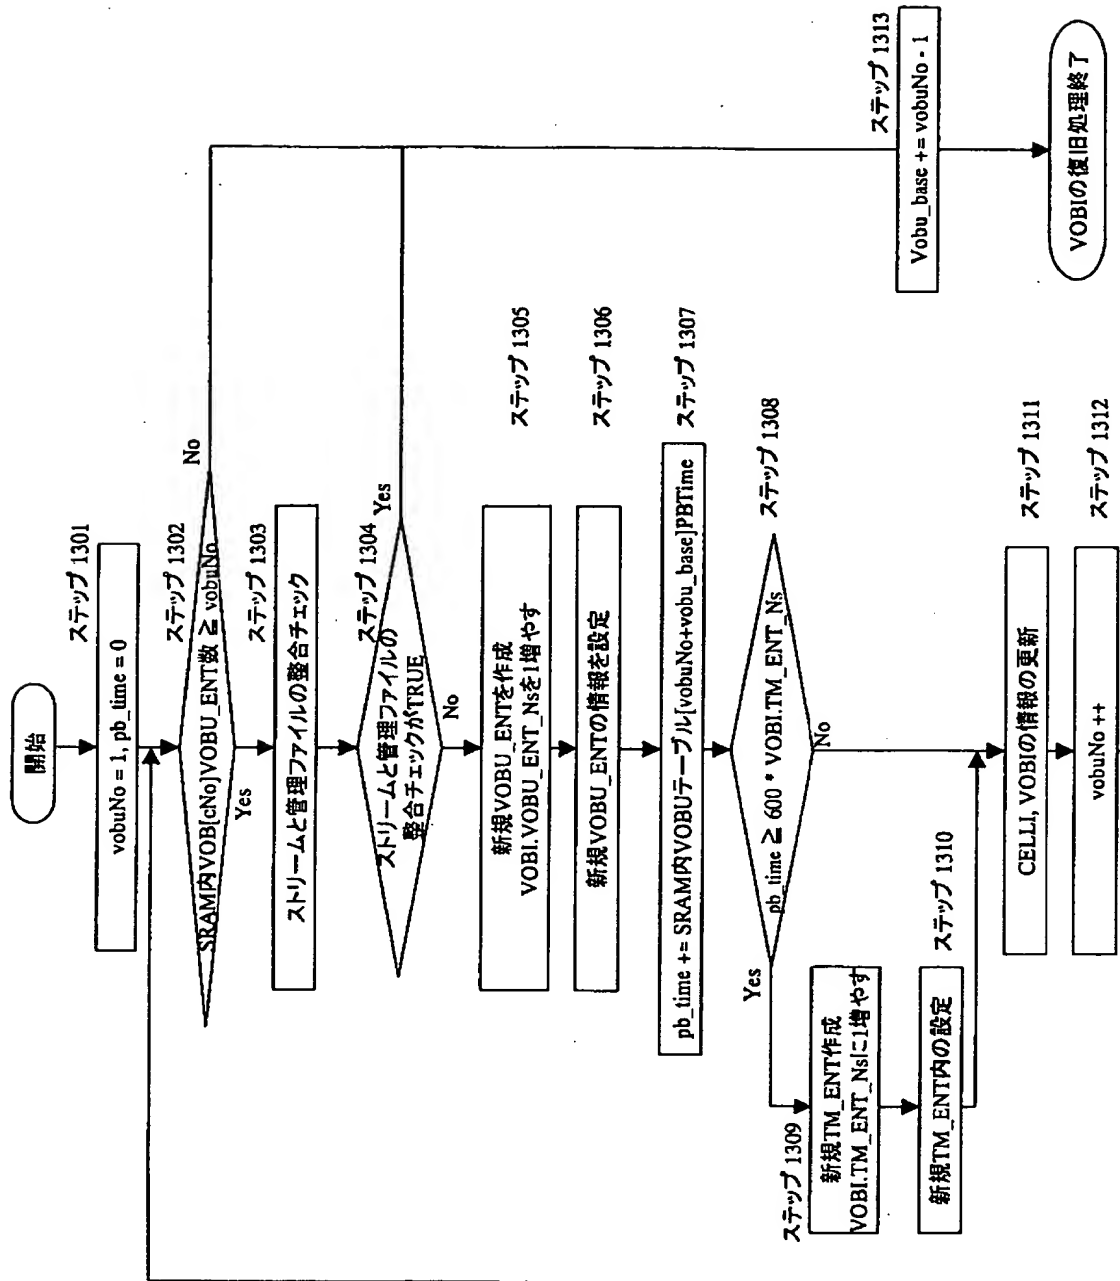 開始
ステップ 1301
vobuNo = 1, pb_time = 0
ステップ 1302
SRAM内VOB[cNo]VOBU_ENT数 ≧ vobuNo
No
Yes
ステップ 1303
ストリームと管理ファイルの整合チェック
ステップ 1304
ストリームと管理ファイルの
整合チェックがTRUE
Yes
No
ステップ 1305
新規VOBU_ENTを作成
VOBI.VOBU_ENT_Nsを1増やす
ステップ 1306
新規VOBU_ENTの情報を設定
ステップ 1307
pb_time += SRAM内VOBUテーブル[vobuNo+vobu_base]PBTime
ステップ 1308
pb_time ≧ 600 * VOBI.TM_ENT_Ns
Yes
No
ステップ 1309
新規TM_ENT作成
VOBI.TM_ENT_Nsに1増やす
ステップ 1310
新規TM_ENT内の設定
ステップ 1311
CELLI, VOBIの情報の更新
ステップ 1312
vobuNo ++
ステップ 1313
Vobu_base += vobuNo - 1
VOBIの復旧処理終了